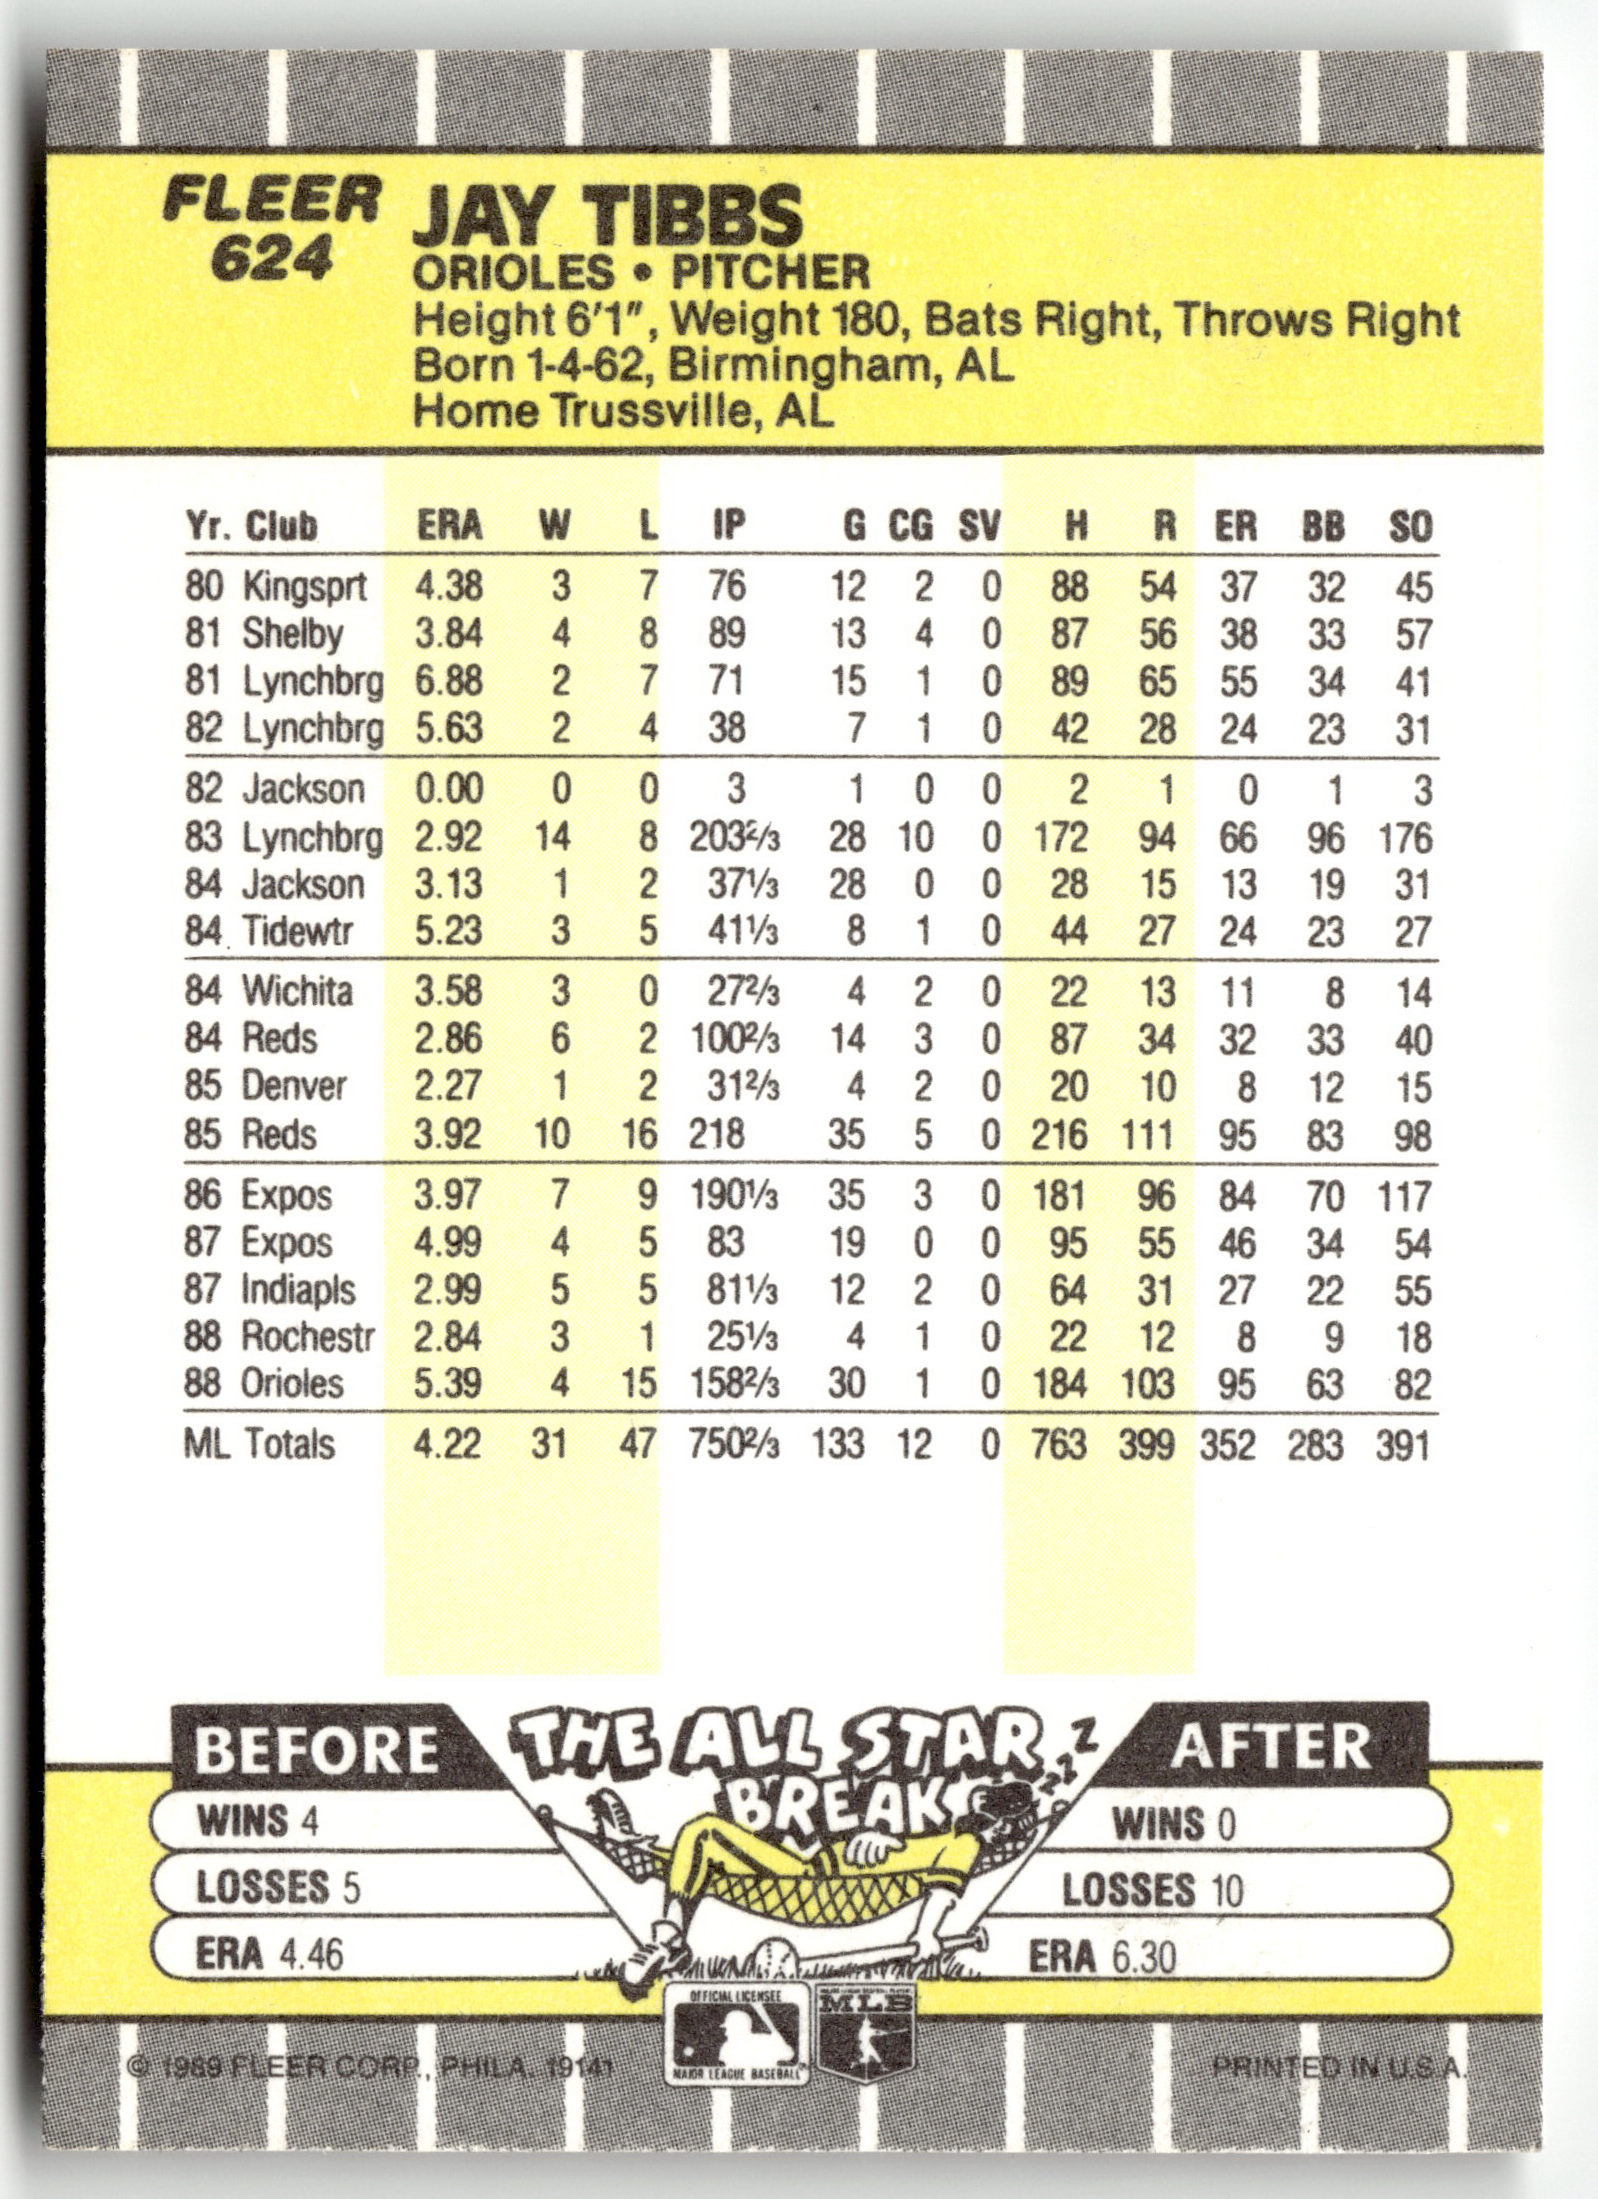 FLEER
624
JAY TIBBS
ORIOLES • PITCHER
Height 6'1", Weight 180, Bats Right, Throws Right
Born 1-4-62, Birmingham, AL
Home Trussville, AL
Yr. Club ERA W L IP G CG SV H R ER BB SO
80 Kingsprt 4.38 3 7 76 12 2 0 88 54 37 32 45
81 Shelby 3.84 4 8 89 13 4 0 87 56 38 33 57
81 Lynchbrg 6.88 2 7 71 15 1 0 89 65 55 34 41
82 Lynchbrg 5.63 2 4 38 7 1 0 42 28 24 23 31
82 Jackson 0.00 0 0 3 1 0 0 2 1 0 1 3
83 Lynchbrg 2.92 14 8 203⅔ 28 10 0 172 94 66 96 176
84 Jackson 3.13 1 2 37⅓ 28 0 0 28 15 13 19 31
84 Tidewtr 5.23 3 5 41⅓ 8 1 0 44 27 24 23 27
84 Wichita 3.58 3 0 27⅔ 4 2 0 22 13 11 8 14
84 Reds 2.86 6 2 100⅔ 14 3 0 87 34 32 33 40
85 Denver 2.27 1 2 31⅔ 4 2 0 20 10 8 12 15
85 Reds 3.92 10 16 218 35 5 0 216 111 95 83 98
86 Expos 3.97 7 9 190⅓ 35 3 0 181 96 84 70 117
87 Expos 4.99 4 5 83 19 0 0 95 55 46 34 54
87 Indiapls 2.99 5 5 81⅓ 12 2 0 64 31 27 22 55
88 Rochestr 2.84 3 1 25⅓ 4 1 0 22 12 8 9 18
88 Orioles 5.39 4 15 158⅔ 30 1 0 184 103 95 63 82
ML Totals 4.22 31 47 750⅔ 133 12 0 763 399 352 283 391
BEFORE THE ALL STAR BREAK ZZZZ AFTER
WINS 4 WINS 0
LOSSES 5 LOSSES 10
ERA 4.46 ERA 6.30
OFFICIAL LICENSEE
MAJOR LEAGUE BASEBALL
MLB
© 1989 FLEER CORP., PHILA. 19141 PRINTED IN U.S.A.